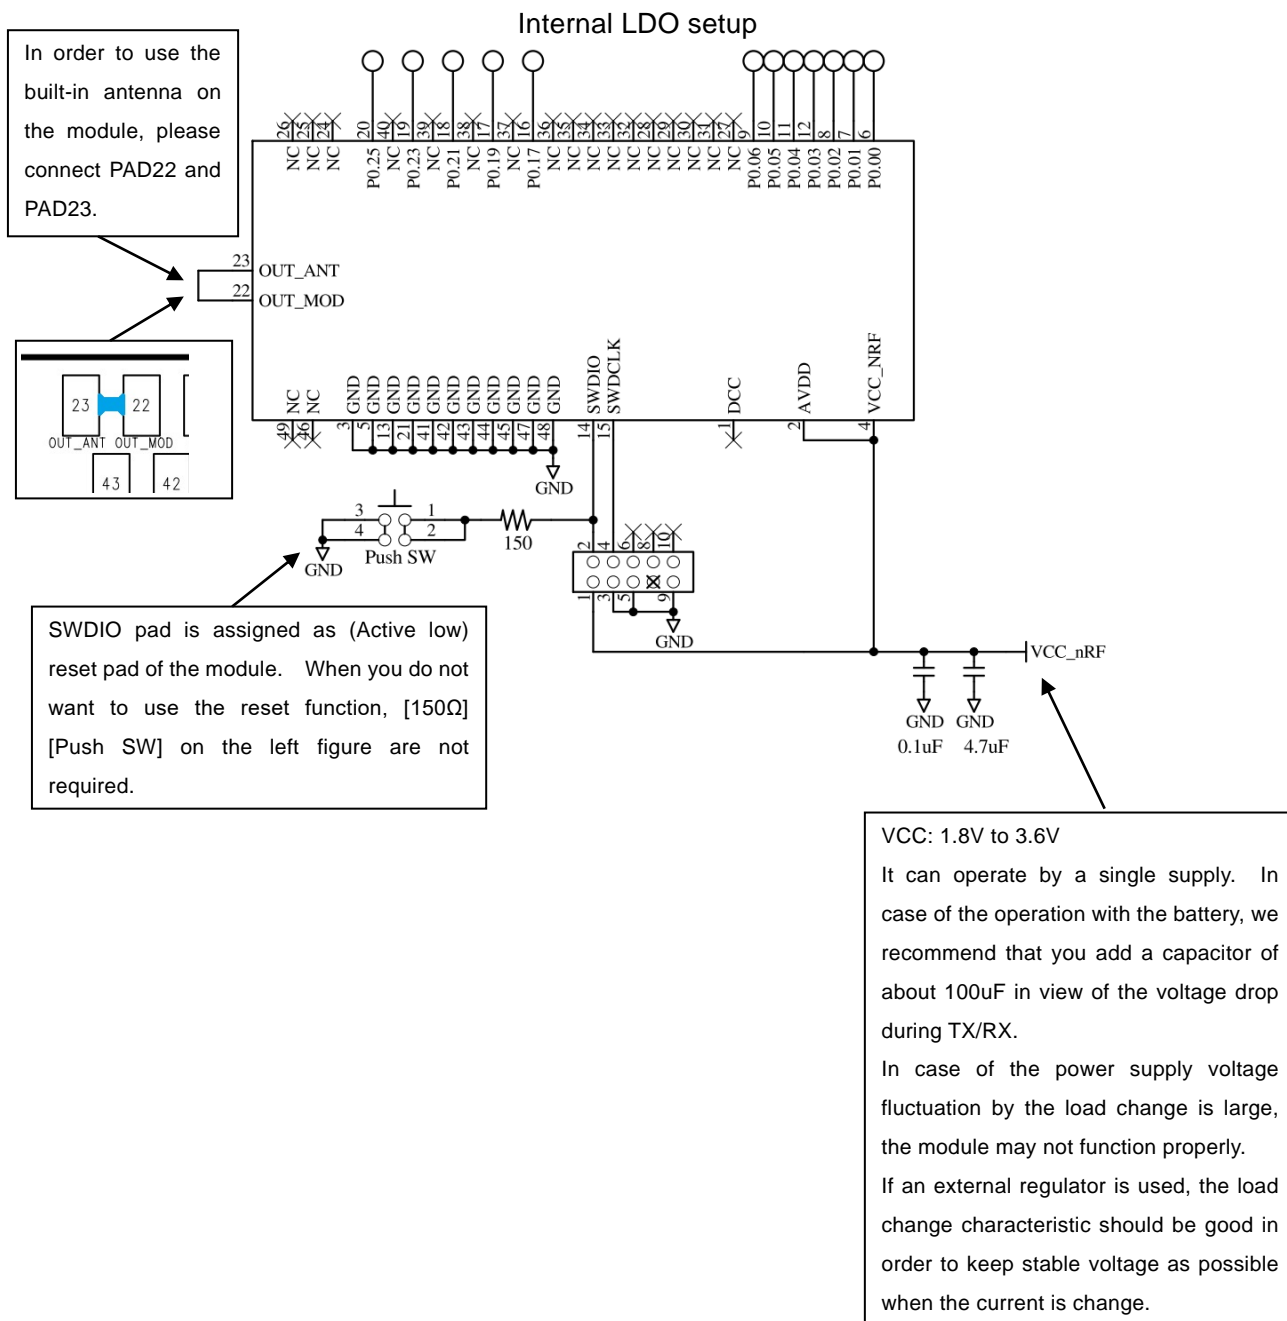 Internal LDO setup
In order to use the
built-in antenna on
the module, please
connect PAD22 and
PAD23.
26 25 24 20 40 19 39 18 38 17 37 16 36 35 34 33 32 28 29 30 31 27 9 10 11 12 8 7 6
NC NC NC P0.25 NC P0.23 NC P0.21 NC P0.19 NC P0.17 NC NC NC NC NC NC NC NC NC NC P0.06 P0.05 P0.04 P0.03 P0.02 P0.01 P0.00
23 OUT_ANT
22 OUT_MOD
23 22
OUT_ANT OUT_MOD
43 42
NC NC GND GND GND GND GND GND GND GND GND GND GND SWDIO SWDCLK DCC AVDD VCC_NRF
49 46 3 5 13 21 41 42 43 44 45 47 48 14 15 1 2 4
GND
3 1
4 2
Push SW
150
GND
2 4 6 8 10
1 3 5 9
GND
VCC_nRF
GND GND
0.1uF 4.7uF
SWDIO pad is assigned as (Active low)
reset pad of the module. When you do not
want to use the reset function, [150Ω]
[Push SW] on the left figure are not
required.
VCC: 1.8V to 3.6V
It can operate by a single supply. In
case of the operation with the battery, we
recommend that you add a capacitor of
about 100uF in view of the voltage drop
during TX/RX.
In case of the power supply voltage
fluctuation by the load change is large,
the module may not function properly.
If an external regulator is used, the load
change characteristic should be good in
order to keep stable voltage as possible
when the current is change.